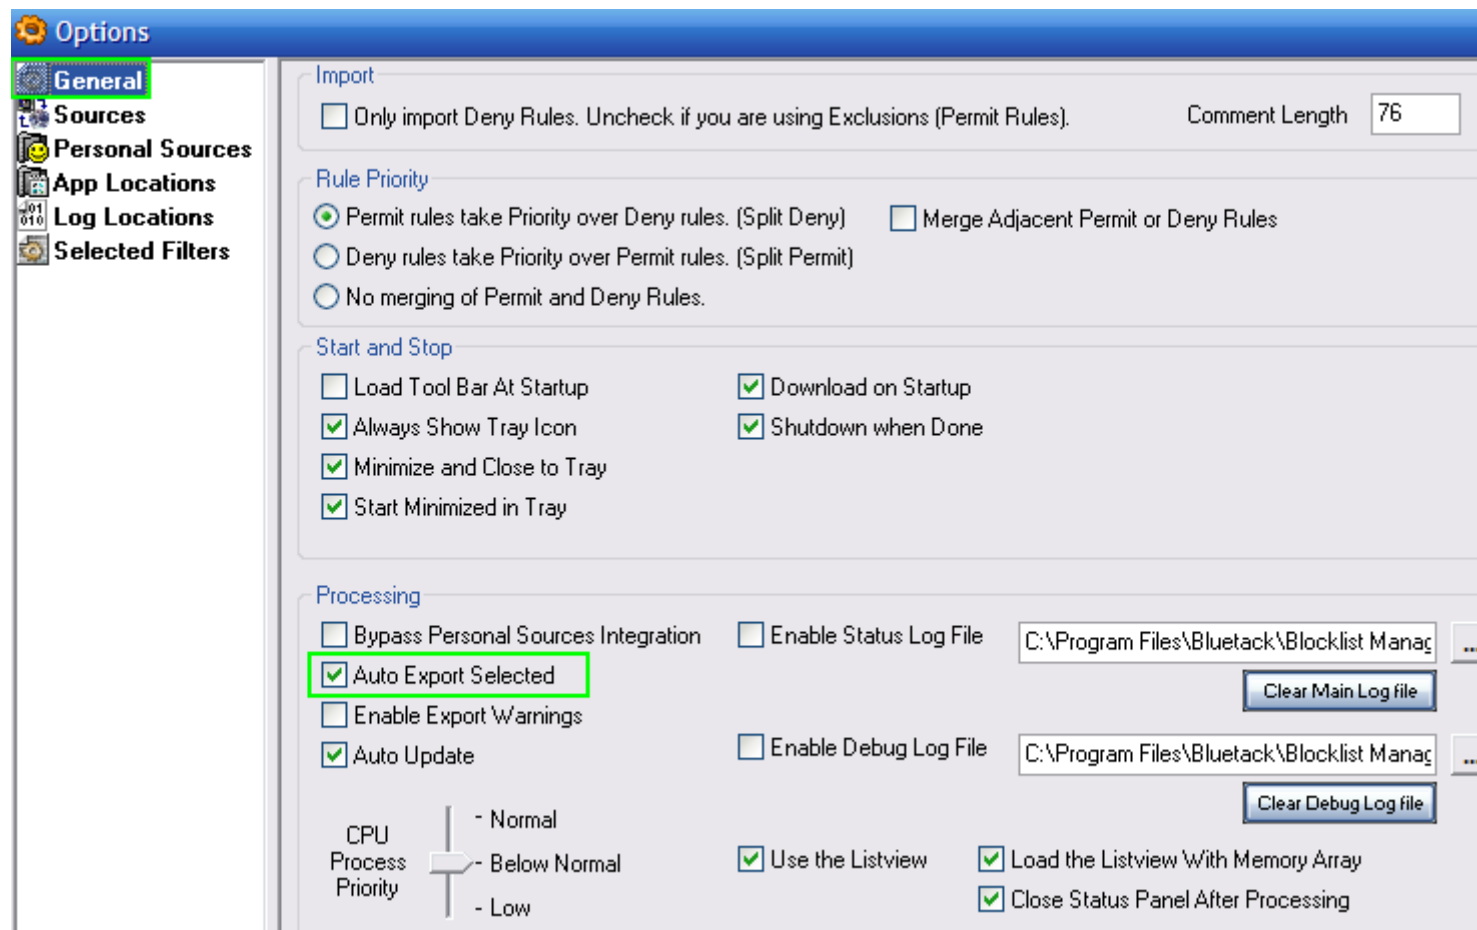 Options
General
Sources
Personal Sources
App Locations
Log Locations
Selected Filters
Import
Only import Deny Rules. Uncheck if you are using Exclusions (Permit Rules).
Comment Length 76
Rule Priority
Permit rules take Priority over Deny rules. (Split Deny)
Merge Adjacent Permit or Deny Rules
Deny rules take Priority over Permit rules. (Split Permit)
No merging of Permit and Deny Rules.
Start and Stop
Load Tool Bar At Startup
Download on Startup
Always Show Tray Icon
Shutdown when Done
Minimize and Close to Tray
Start Minimized in Tray
Processing
Bypass Personal Sources Integration
Enable Status Log File
C:\Program Files\Bluetack\Blocklist Manag
...
Auto Export Selected
Clear Main Log file
Enable Export Warnings
Auto Update
Enable Debug Log File
C:\Program Files\Bluetack\Blocklist Manag
...
Clear Debug Log file
CPU
Process
Priority
- Normal
- Below Normal
- Low
Use the Listview
Load the Listview With Memory Array
Close Status Panel After Processing